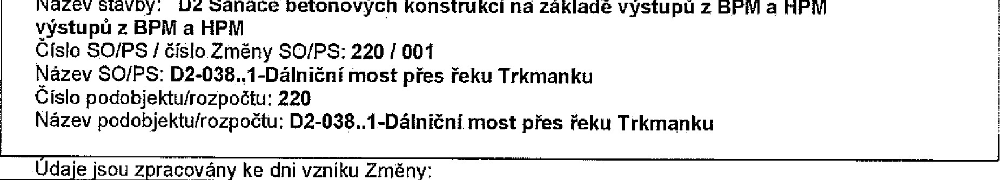 Název stavby: D2 Sanace betonových konstrukcí na základě výstupů z BPM a HPM
výstupů z BPM a HPM
Číslo SO/PS / číslo Změny SO/PS: 220 / 001
Název SO/PS: D2-038..1-Dálniční most přes řeku Trkmanku
Číslo podobjektu/rozpočtu: 220
Název podobjektu/rozpočtu: D2-038..1-Dálniční most přes řeku Trkmanku
Údaje jsou zpracovány ke dni vzniku Změny: